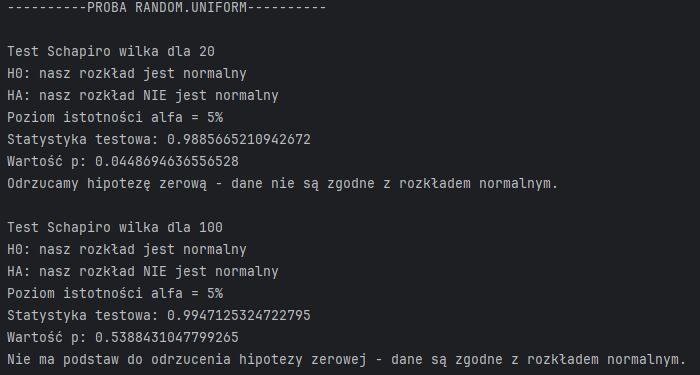 ----------PROBA RANDOM.UNIFORM----------
Test Schapiro wilka dla 20
H0: nasz rozkład jest normalny
HA: nasz rozkład NIE jest normalny
Poziom istotności alfa = 5%
Statystyka testowa: 0.9885665210942672
Wartość p: 0.0448694636556528
Odrzucamy hipotezę zerową - dane nie są zgodne z rozkładem normalnym.
Test Schapiro wilka dla 100
H0: nasz rozkład jest normalny
HA: nasz rozkład NIE jest normalny
Poziom istotności alfa = 5%
Statystyka testowa: 0.9947125324722795
Wartość p: 0.5388431047799265
Nie ma podstaw do odrzucenia hipotezy zerowej - dane są zgodne z rozkładem normalnym.